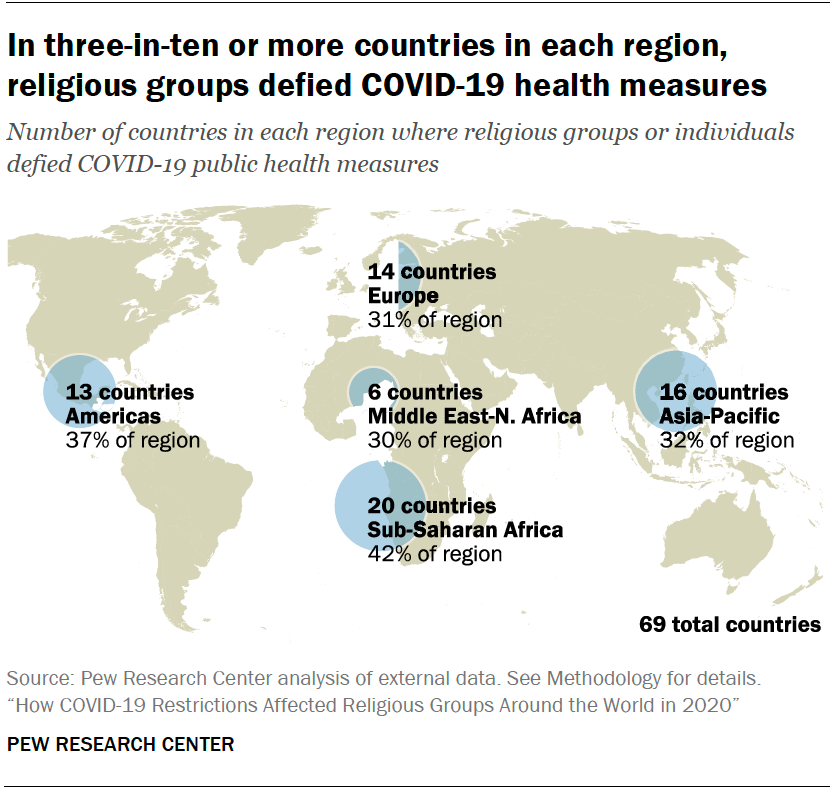 In three-in-ten or more countries in each region,
religious groups defied COVID-19 health measures
Number of countries in each region where religious groups or individuals
defied COVID-19 public health measures
14 countries
Europe
31% of region
13 countries
Americas
37% of region
6 countries
Middle East-N. Africa
30% of region
16 countries
Asia-Pacific
32% of region
20 countries
Sub-Saharan Africa
42% of region
69 total countries
Source: Pew Research Center analysis of external data. See Methodology for details.
“How COVID-19 Restrictions Affected Religious Groups Around the World in 2020”
PEW RESEARCH CENTER